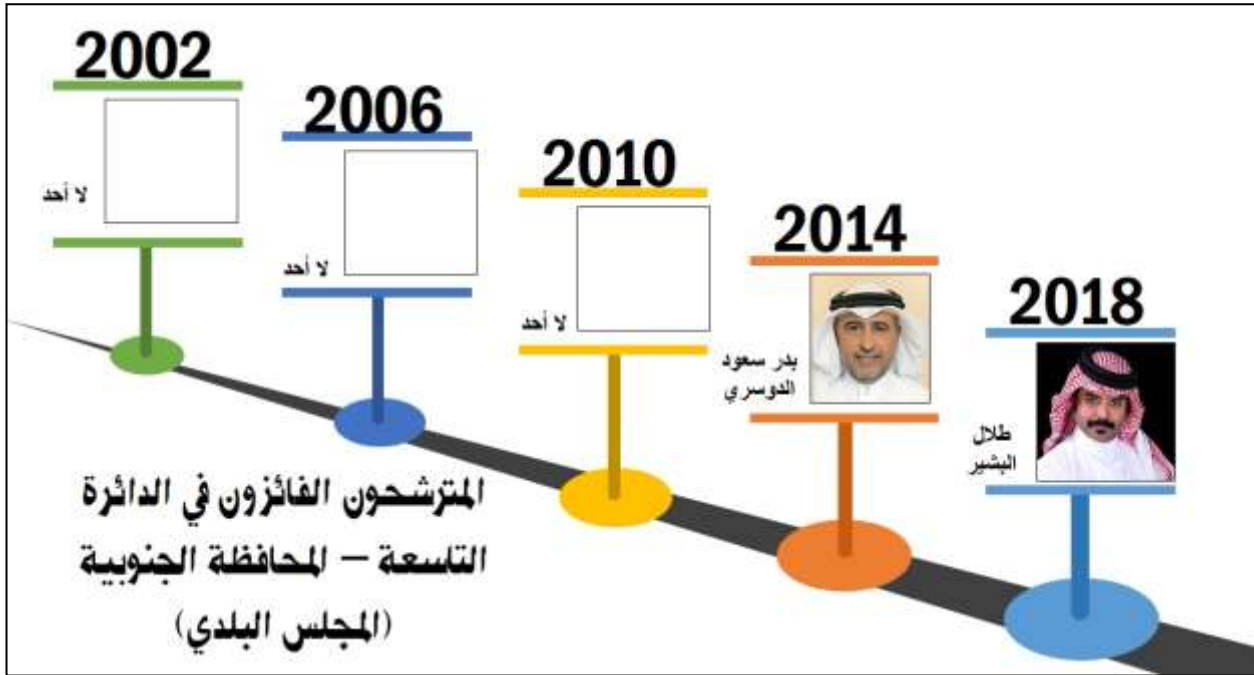 2002
لا أحد
2006
لا أحد
2010
لا أحد
2014
بدر سعود
الدوسري
2018
طلال
البشير
المترشحون الفائزون في الدائرة
التاسعة – المحافظة الجنوبية
(المجلس البلدي)